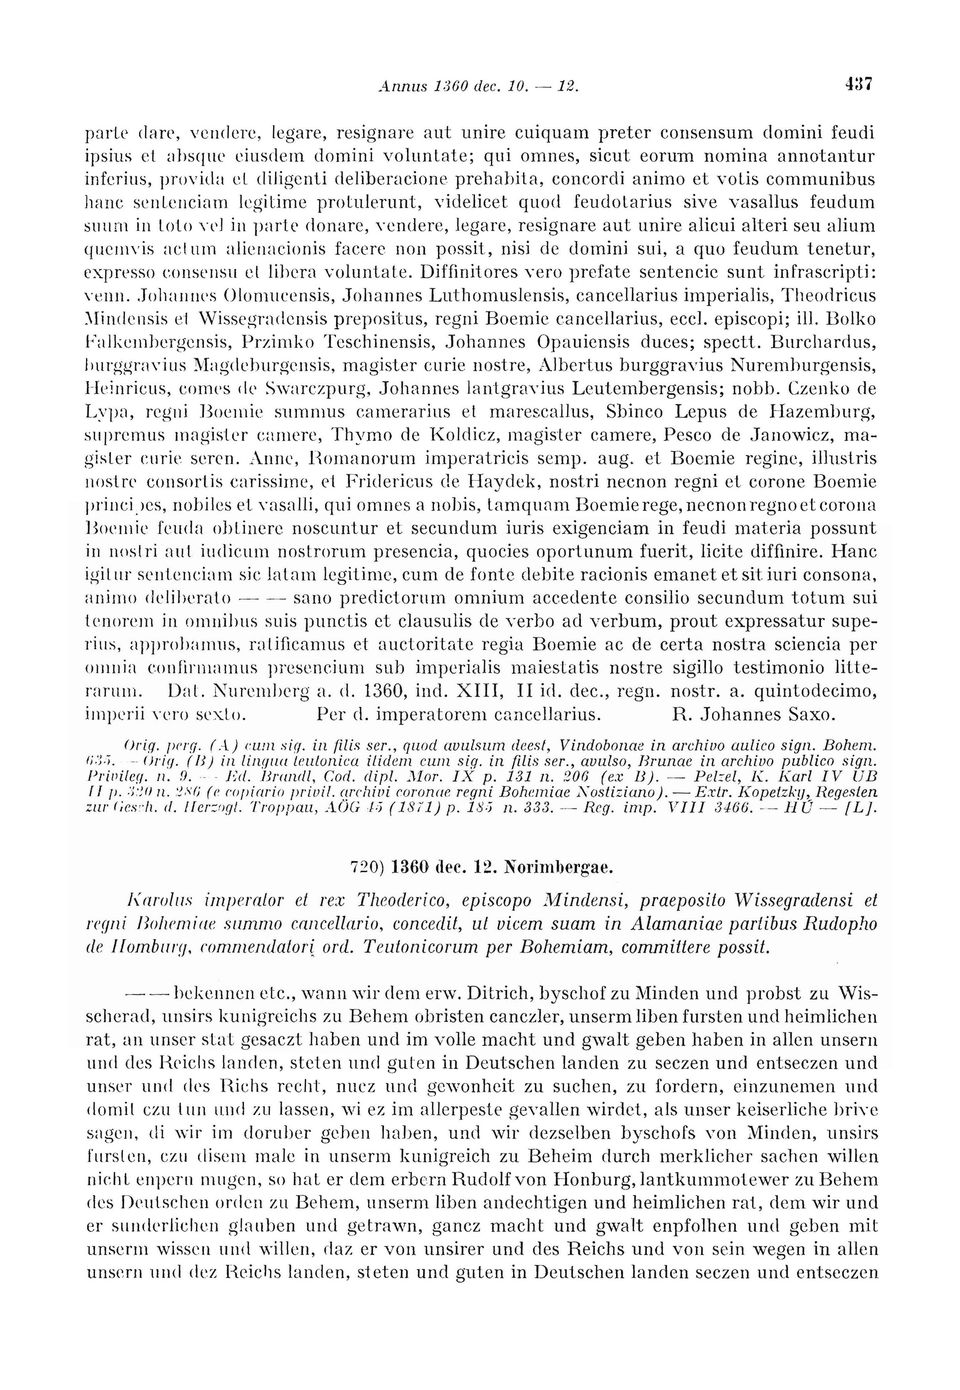 Annus 1360 dec. 10. — 12. 437
parte dare, vendere, legare, resignare aut unire cuiquam preter consensum domini feudi
ipsius et absque eiusdem domini voluntate; qui omnes, sicut eorum nomina annotantur
inferius, provida et diligenti deliberacione prehabita, concordi animo et votis communibus
hanc sentenciam legitime protulerunt, videlicet quod feudotarius sive vasallus feudum
suum in toto vel in parte donare, vendere, legare, resignare aut unire alicui alteri seu alium
quemvis actum alienacionis facere non possit, nisi de domini sui, a quo feudum tenetur,
expresso consensu et libera voluntate. Diffinitores vero prefate sentencie sunt infrascripti:
venn. Johannes Olomucensis, Johannes Luthomuslensis, cancellarius imperialis, Theodricus
Mindensis et Wissegradensis prepositus, regni Boemie cancellarius, eccl. episcopi; ill. Bolko
Falkembergensis, Przimko Teschinensis, Johannes Opauiensis duces; spectt. Burchardus,
burggravius Magdeburgensis, magister curie nostre, Albertus burggravius Nuremburgensis,
Heinricus, comes de Swarczpurg, Johannes lantgravius Leutembergensis; nobb. Czenko de
Lypa, regni Boemie summus camerarius et marescallus, Sbinco Lepus de Hazemburg,
supremus magister camere, Thymo de Koldicz, magister camere, Pesco de Janowicz, ma-
gister curie seren. Anne, Romanorum imperatricis semp. aug. et Boemie regine, illustris
nostre consortis carissime, et Fridericus de Haydek, nostri necnon regni et corone Boemie
principes, nobiles et vasalli, qui omnes a nobis, tamquam Boemie rege, necnon regno et corona
Boemie feuda obtinere noscuntur et secundum iuris exigenciam in feudi materia possunt
in nostri aut iudicum nostrorum presencia, quocies oportunum fuerit, licite diffinire. Hanc
igitur sentenciam sic latam legitime, cum de fonte debite racionis emanet et sit iuri consona,
animo deliberato — — sano predictorum omnium accedente consilio secundum totum sui
tenorem in omnibus suis punctis et clausulis de verbo ad verbum, prout expressatur supe-
rius, approbamus, ratificamus et auctoritate regia Boemie ac de certa nostra sciencia per
omnia confirmamus presencium sub imperialis maiestatis nostre sigillo testimonio litte-
rarum. Dat. Nuremberg a. d. 1360, ind. XIII, II id. dec., regn. nostr. a. quintodecimo,
imperii vero sexto. Per d. imperatorem cancellarius. R. Johannes Saxo.
Orig. perg. (A) cum sig. in filis ser., quod avulsum deest, Vindobonae in archivo aulico sign. Bohem.
635. — Orig. (B) in lingua teutonica itidem cum sig. in filis ser., avulso, Brunae in archivo publico sign.
Privileg. n. 9. — Ed. Brandl, Cod. dipl. Mor. IX p. 131 n. 206 (ex B). — Pelzel, K. Karl IV UB
II p. 320 n. 286 (e copiario privil. archivi coronae regni Bohemiae Nostiziano). — Extr. Kopetzky, Regesten
zur Gesch. d. Herzogt. Troppau, AÖG 45 (1871) p. 185 n. 333. — Reg. imp. VIII 3466. — HÜ — [L].
720) 1360 dec. 12. Norimbergae.
Karolus imperator et rex Theoderico, episcopo Mindensi, praeposito Wissegradensi et
regni Bohemiae summo cancellario, concedit, ut vicem suam in Alamaniae partibus Rudopho
de Homburg, commendatori ord. Teutonicorum per Bohemiam, committere possit.
— — bekennen etc., wann wir dem erw. Ditrich, byschof zu Minden und probst zu Wis-
scherad, unsirs kunigreichs zu Behem obristen canczler, unserm liben fursten und heimlichen
rat, an unser stat gesaczt haben und im volle macht und gwalt geben haben in allen unsern
und des Reichs landen, steten und guten in Deutschen landen zu seczen und entseczen und
unser und des Richs recht, nucz und gewonheit zu suchen, zu fordern, einzunemen und
domit czu tun und zu lassen, wi ez im allerpeste gevallen wirdet, als unser keiserliche brive
sagen, di wir im doruber geben haben, und wir dezselben byschofs von Minden, unsirs
fursten, czu disem male in unserm kunigreich zu Beheim durch merklicher sachen willen
nicht enpern mugen, so hat er dem erbern Rudolf von Honburg, lantkummotewer zu Behem
des Deutschen orden zu Behem, unserm liben andechtigen und heimlichen rat, dem wir und
er sunderlichen glauben und getrawn, gancz macht und gwalt enpfolhen und geben mit
unserm wissen und willen, daz er von unsirer und des Reichs und von sein wegen in allen
unsern und dez Reichs landen, steten und guten in Deutschen landen seczen und entseczen